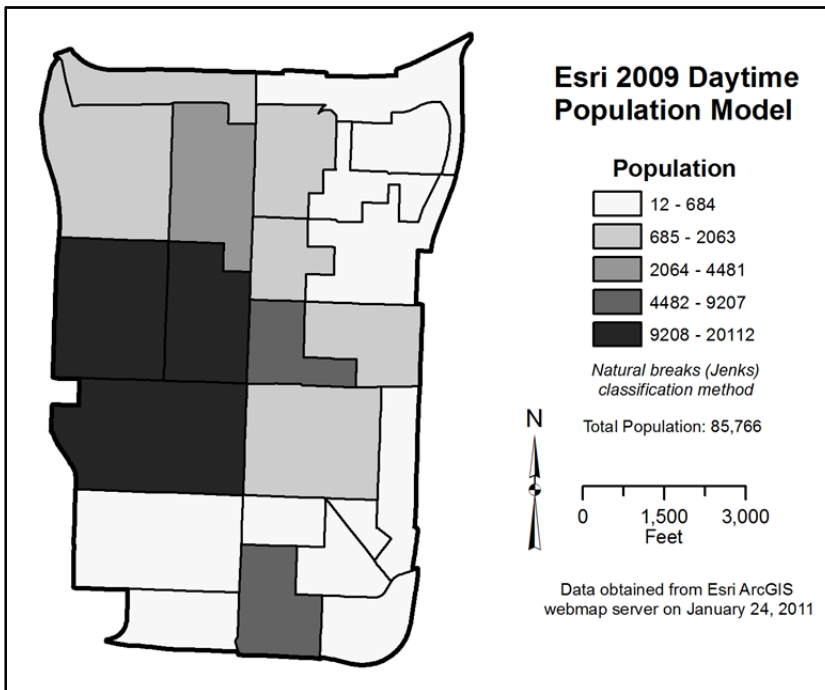 Esri 2009 Daytime
Population Model
Population
12 - 684
685 - 2063
2064 - 4481
4482 - 9207
9208 - 20112
Natural breaks (Jenks)
classification method
Total Population: 85,766
N
0 1,500 3,000
Feet
Data obtained from Esri ArcGIS
webmap server on January 24, 2011